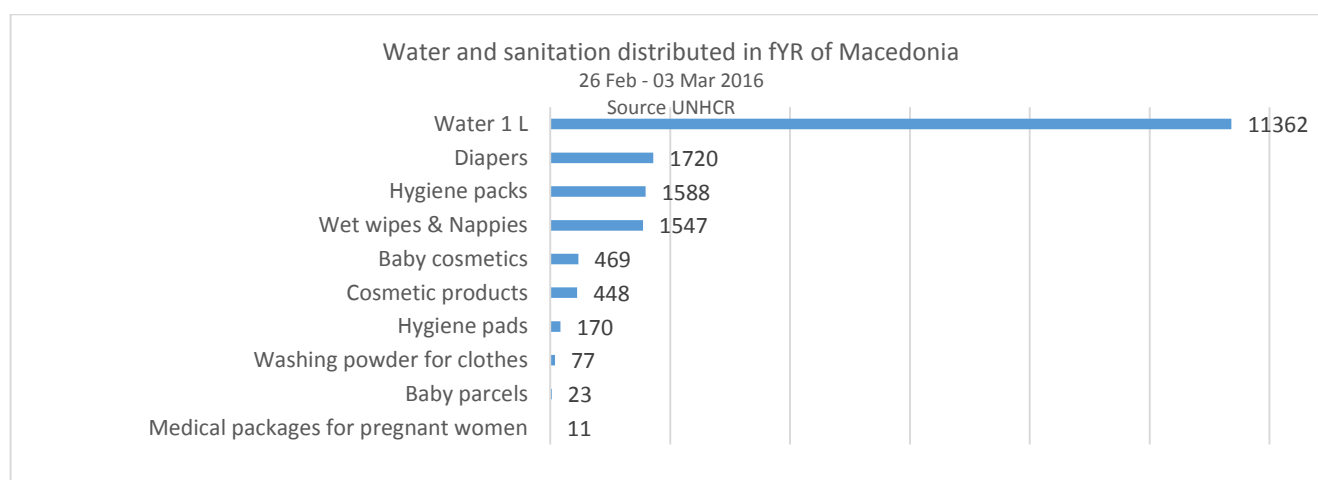 Water and sanitation distributed in fYR of Macedonia
26 Feb - 03 Mar 2016
Source UNHCR
Water 1 L 11362
Diapers 1720
Hygiene packs 1588
Wet wipes & Nappies 1547
Baby cosmetics 469
Cosmetic products 448
Hygiene pads 170
Washing powder for clothes 77
Baby parcels 23
Medical packages for pregnant women 11